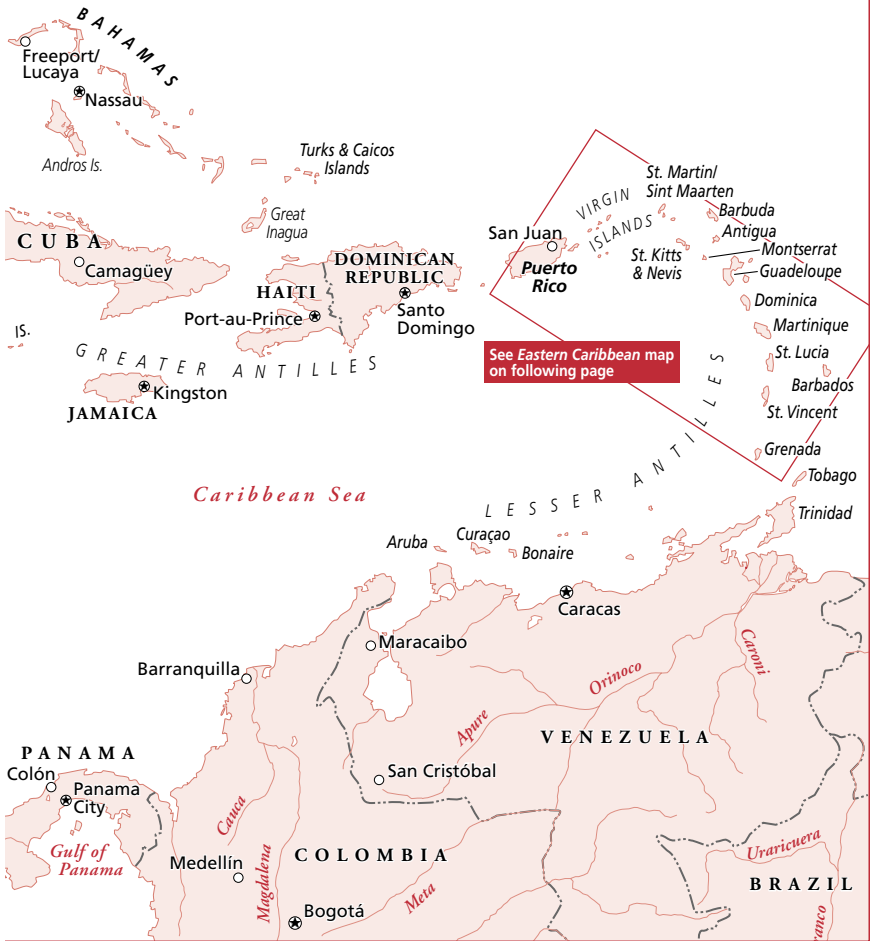 BAHAMAS
Freeport/
Lucaya
Nassau
Andros Is.
Turks & Caicos
Islands
Great
Inagua
CUBA
Camagüey
DOMINICAN
REPUBLIC
HAITI
Port-au-Prince
Santo
Domingo
IS.
GREATER ANTILLES
Kingston
JAMAICA
San Juan
Puerto
Rico
VIRGIN
ISLANDS
St. Martin/
Sint Maarten
Barbuda
Antigua
St. Kitts
& Nevis
Montserrat
Guadeloupe
Dominica
Martinique
St. Lucia
Barbados
St. Vincent
Grenada
Tobago
Trinidad
See Eastern Caribbean map
on following page
LESSER ANTILLES
Caribbean Sea
Aruba
Curaçao
Bonaire
Caracas
Maracaibo
Barranquilla
Orinoco
Caroni
Apure
VENEZUELA
PANAMA
Colón
Panama
City
San Cristóbal
Gulf of
Panama
Cauca
Medellín
Magdalena
COLOMBIA
Meta
Bogotá
Uraricuera
BRAZIL
ranco